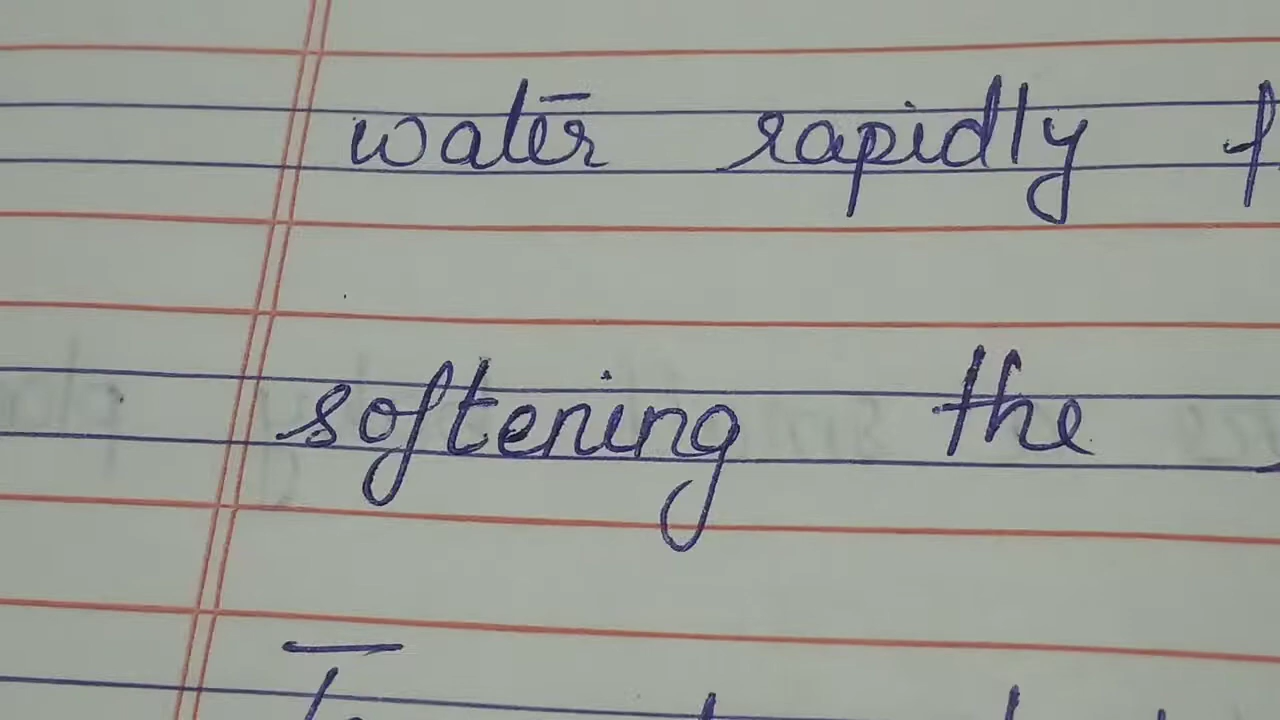 water rapidly
softening the